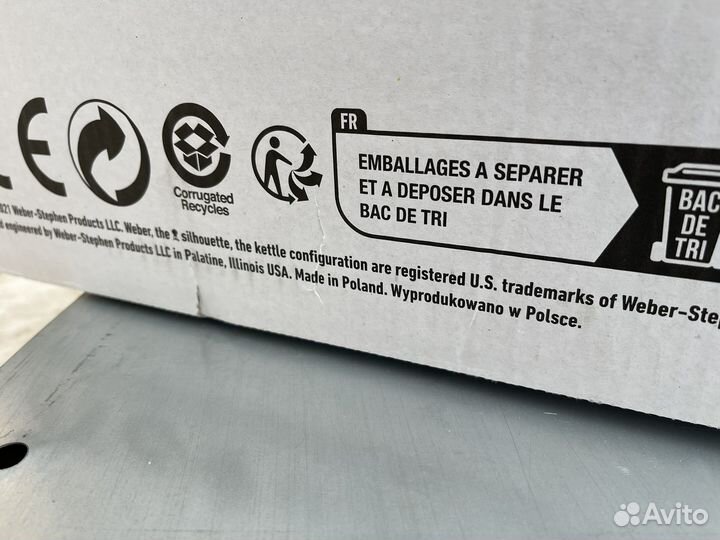 CE
Corrugated
Recycles
FR
EMBALLAGES A SEPARER
ET A DEPOSER DANS LE
BAC DE TRI
BAC
DE
TRI
Weber-Stephen Products LLC. Weber, the silhouette, the kettle configuration are registered U.S. trademarks of Weber-Step
engineered by Weber-Stephen Products LLC in Palatine, Illinois USA. Made in Poland. Wyprodukowano w Polsce.
Avito